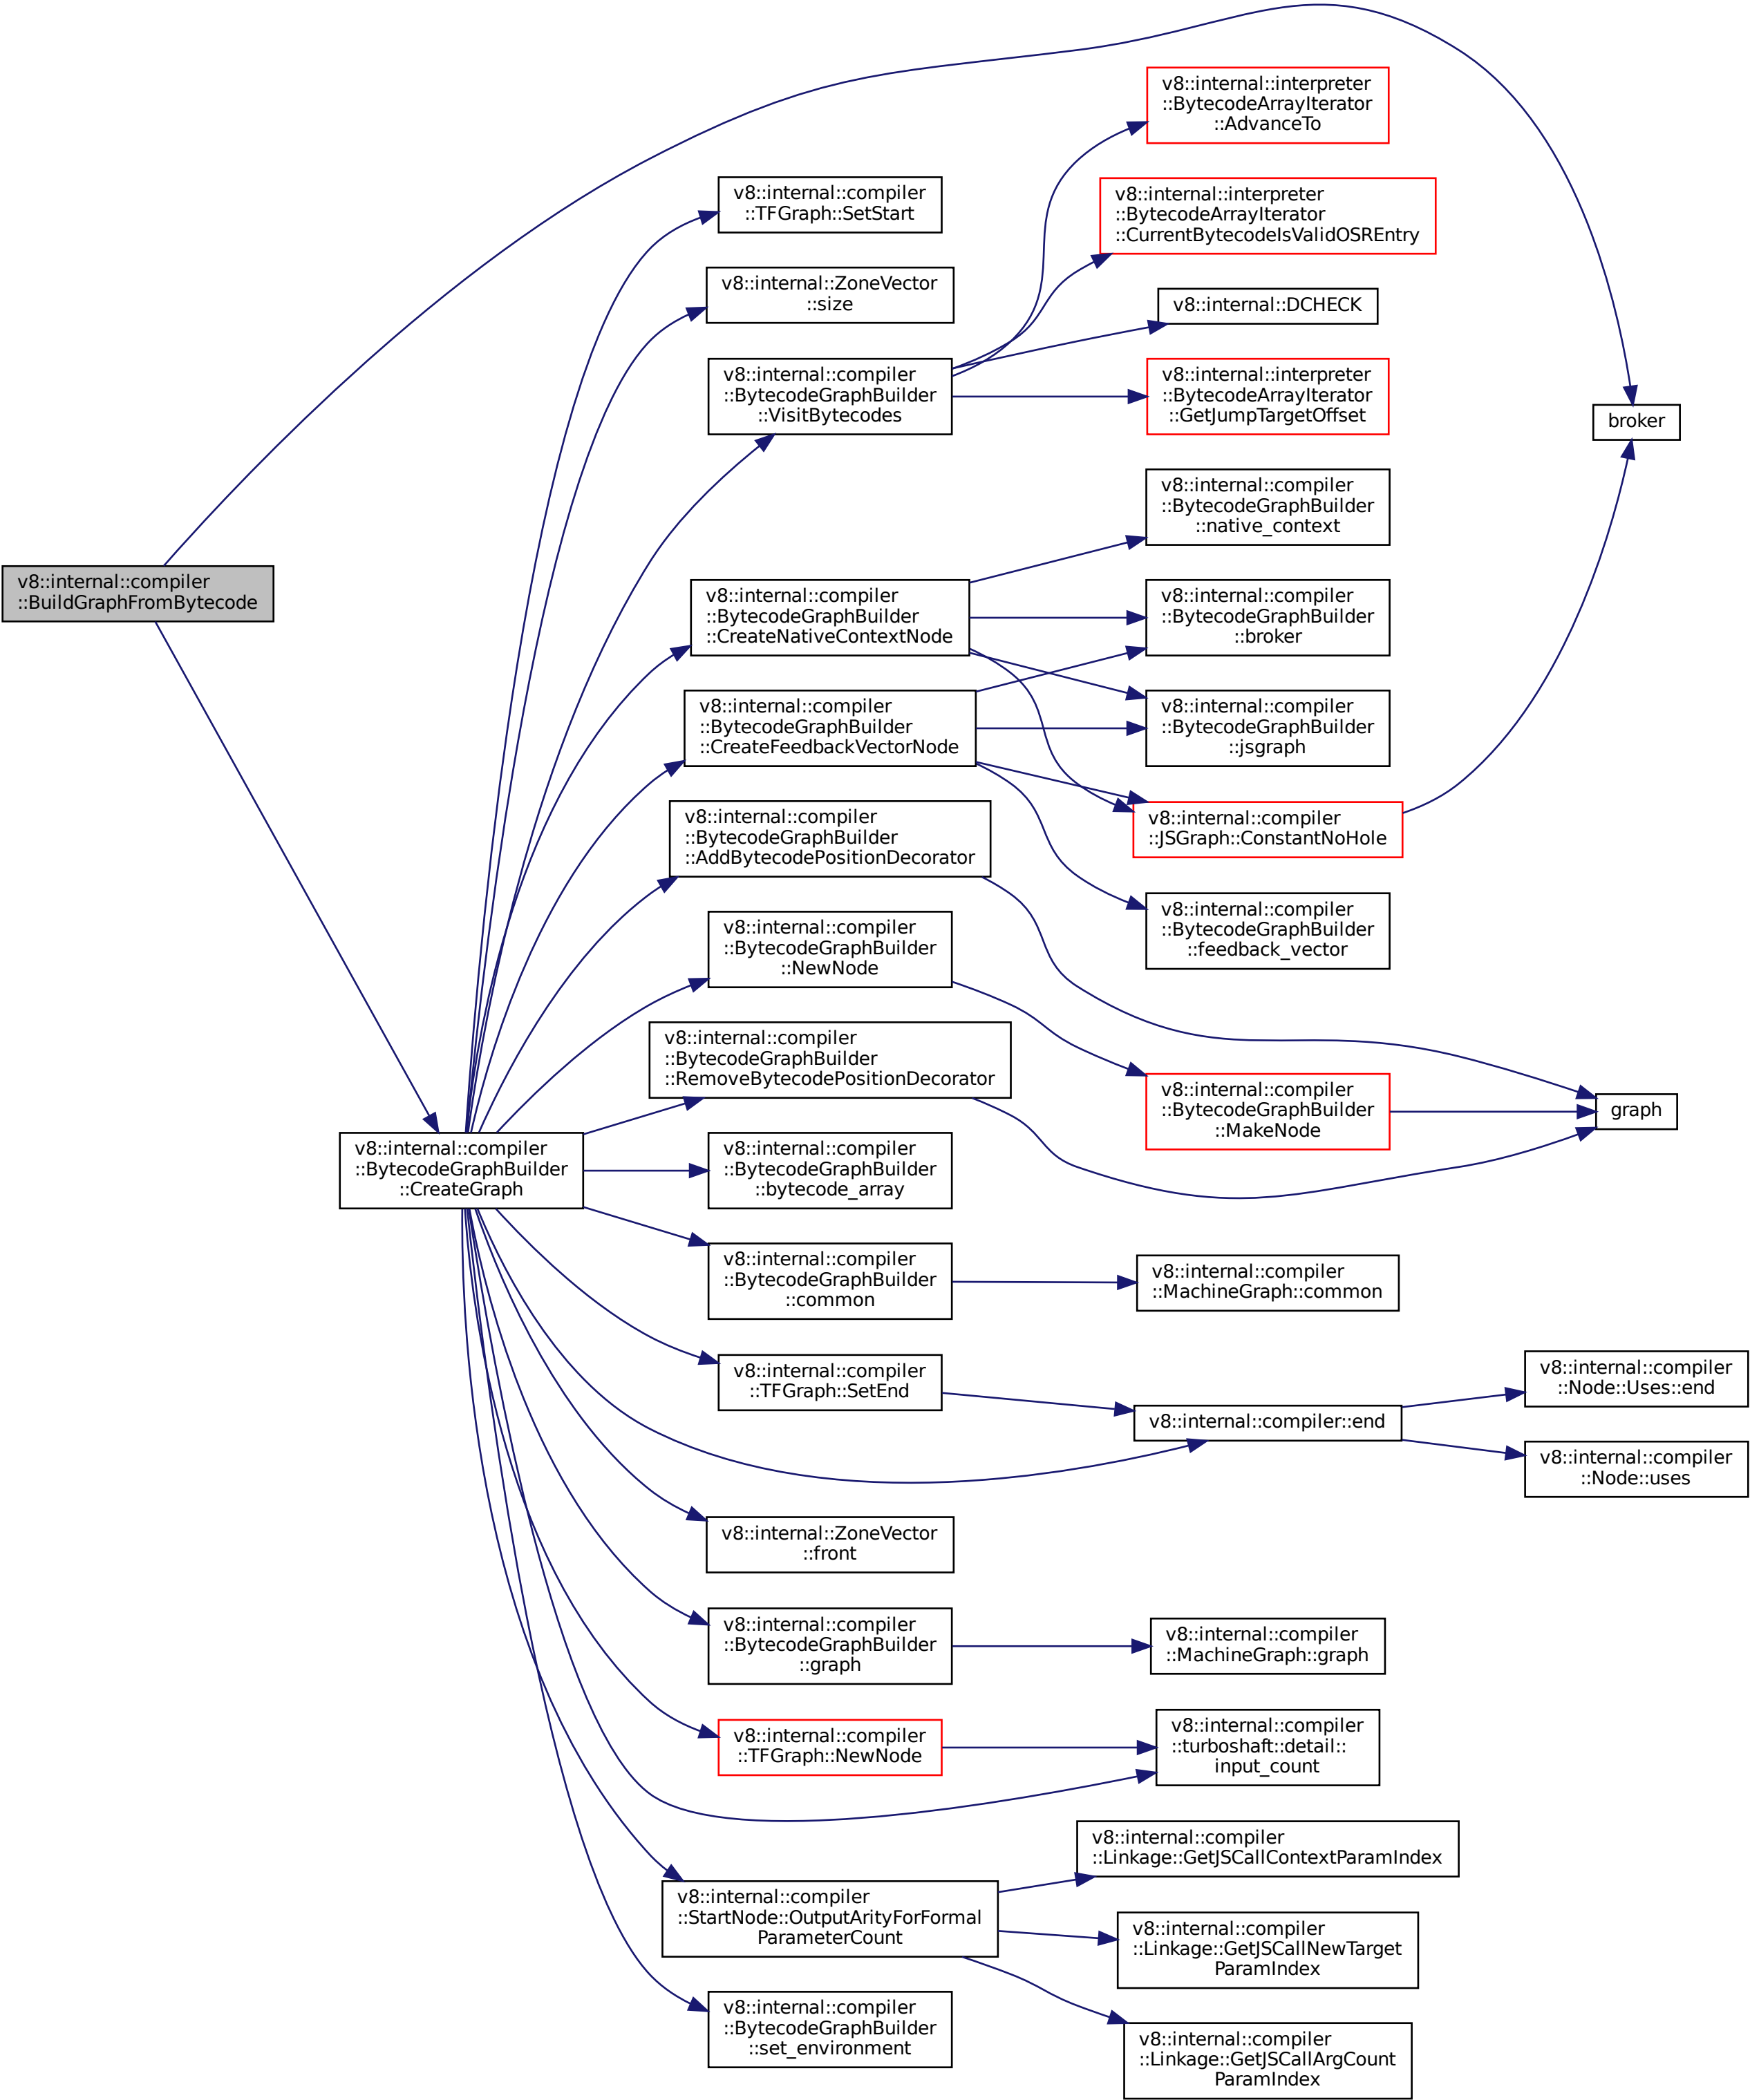 v8::internal::compiler
::BuildGraphFromBytecode
v8::internal::compiler
::BytecodeGraphBuilder
::CreateGraph
v8::internal::compiler
::TFGraph::SetStart
v8::internal::ZoneVector
::size
v8::internal::compiler
::BytecodeGraphBuilder
::VisitBytecodes
v8::internal::compiler
::BytecodeGraphBuilder
::CreateNativeContextNode
v8::internal::compiler
::BytecodeGraphBuilder
::CreateFeedbackVectorNode
v8::internal::compiler
::BytecodeGraphBuilder
::AddBytecodePositionDecorator
v8::internal::compiler
::BytecodeGraphBuilder
::NewNode
v8::internal::compiler
::BytecodeGraphBuilder
::RemoveBytecodePositionDecorator
v8::internal::compiler
::BytecodeGraphBuilder
::bytecode_array
v8::internal::compiler
::BytecodeGraphBuilder
::common
v8::internal::compiler
::TFGraph::SetEnd
v8::internal::ZoneVector
::front
v8::internal::compiler
::BytecodeGraphBuilder
::graph
v8::internal::compiler
::TFGraph::NewNode
v8::internal::compiler
::StartNode::OutputArityForFormal
ParameterCount
v8::internal::compiler
::BytecodeGraphBuilder
::set_environment
v8::internal::interpreter
::BytecodeArrayIterator
::AdvanceTo
v8::internal::interpreter
::BytecodeArrayIterator
::CurrentBytecodeIsValidOSREntry
v8::internal::DCHECK
v8::internal::interpreter
::BytecodeArrayIterator
::GetJumpTargetOffset
v8::internal::compiler
::BytecodeGraphBuilder
::native_context
v8::internal::compiler
::BytecodeGraphBuilder
::broker
v8::internal::compiler
::BytecodeGraphBuilder
::jsgraph
v8::internal::compiler
::JSGraph::ConstantNoHole
v8::internal::compiler
::BytecodeGraphBuilder
::feedback_vector
v8::internal::compiler
::BytecodeGraphBuilder
::MakeNode
v8::internal::compiler
::MachineGraph::common
v8::internal::compiler::end
v8::internal::compiler
::MachineGraph::graph
v8::internal::compiler
::turboshaft::detail::
input_count
v8::internal::compiler
::Linkage::GetJSCallContextParamIndex
v8::internal::compiler
::Linkage::GetJSCallNewTarget
ParamIndex
v8::internal::compiler
::Linkage::GetJSCallArgCount
ParamIndex
broker
graph
v8::internal::compiler
::Node::Uses::end
v8::internal::compiler
::Node::uses